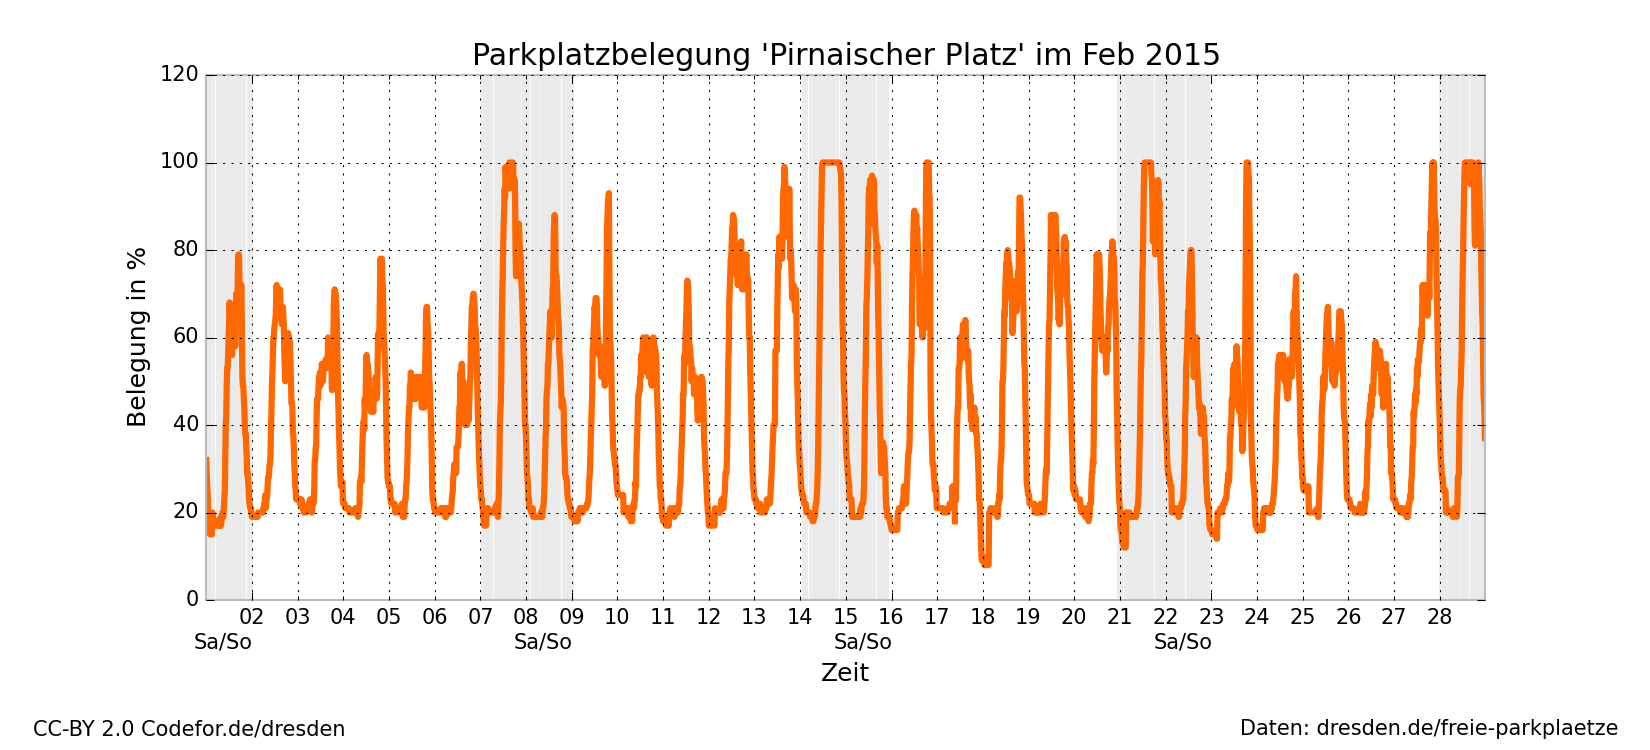 Parkplatzbelegung 'Pirnaischer Platz' im Feb 2015
120
100
80
60
40
20
0
Belegung in %
02 03 04 05 06 07 08 09 10 11 12 13 14 15 16 17 18 19 20 21 22 23 24 25 26 27 28
Sa/So Sa/So Sa/So Sa/So
Zeit
CC-BY 2.0 Codefor.de/dresden
Daten: dresden.de/freie-parkplaetze